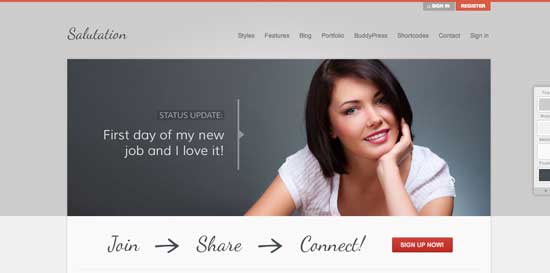 SIGN IN REGISTER
Salutation
Styles Features Blog Portfolio BuddyPress Shortcodes Contact Sign in
STATUS UPDATE:
First day of my new
job and I love it!
Join → Share → Connect!
SIGN UP NOW!